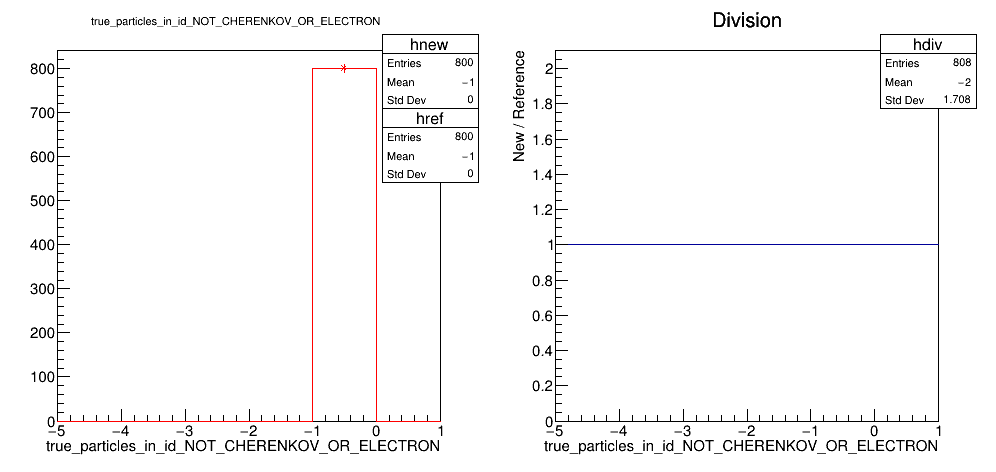 true_particles_in_id_NOT_CHERENKOV_OR_ELECTRON
hnew
Entries 800
Mean −1
Std Dev 0
href
Entries 800
Mean −1
Std Dev 0
800
700
600
500
400
300
200
100
0
−5 −4 −3 −2 −1 0 1
true_particles_in_id_NOT_CHERENKOV_OR_ELECTRON
Division
hdiv
Entries 808
Mean −2
Std Dev 1.708
New / Reference
2
1.8
1.6
1.4
1.2
1
0.8
0.6
0.4
0.2
0
−5 −4 −3 −2 −1 0 1
true_particles_in_id_NOT_CHERENKOV_OR_ELECTRON